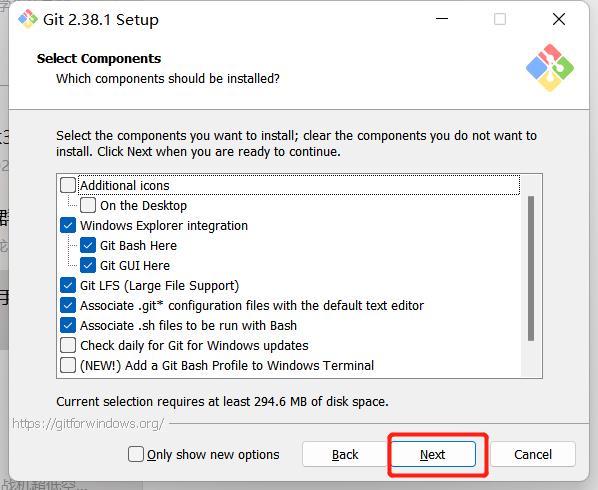 Git 2.38.1 Setup
Select Components
Which components should be installed?
Select the components you want to install; clear the components you do not want to
install. Click Next when you are ready to continue.
Additional icons
On the Desktop
Windows Explorer integration
Git Bash Here
Git GUI Here
Git LFS (Large File Support)
Associate .git* configuration files with the default text editor
Associate .sh files to be run with Bash
Check daily for Git for Windows updates
(NEW!) Add a Git Bash Profile to Windows Terminal
Current selection requires at least 294.6 MB of disk space.
https://gitforwindows.org/
Only show new options
Back
Next
Cancel